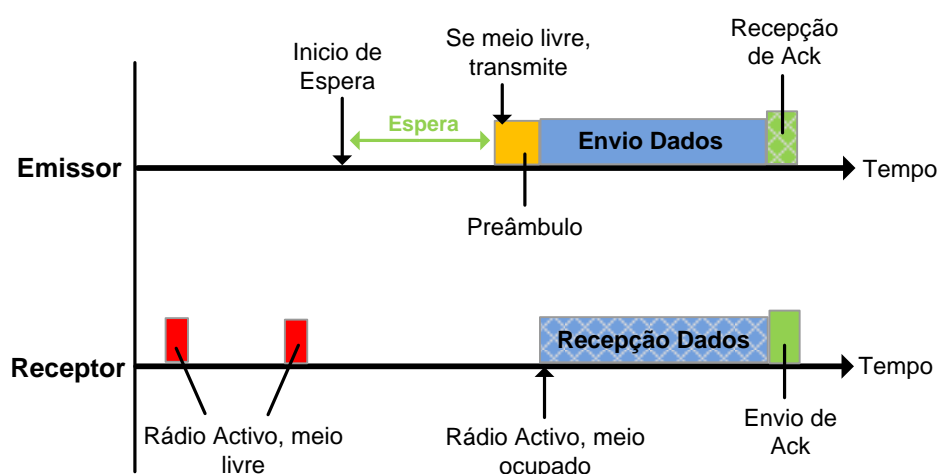 Inicio de
Espera
Se meio livre,
transmite
Recepção
de Ack
Espera
Envio Dados
Emissor
Tempo
Preâmbulo
Recepção Dados
Receptor
Tempo
Rádio Activo, meio
livre
Rádio Activo, meio
ocupado
Envio de
Ack